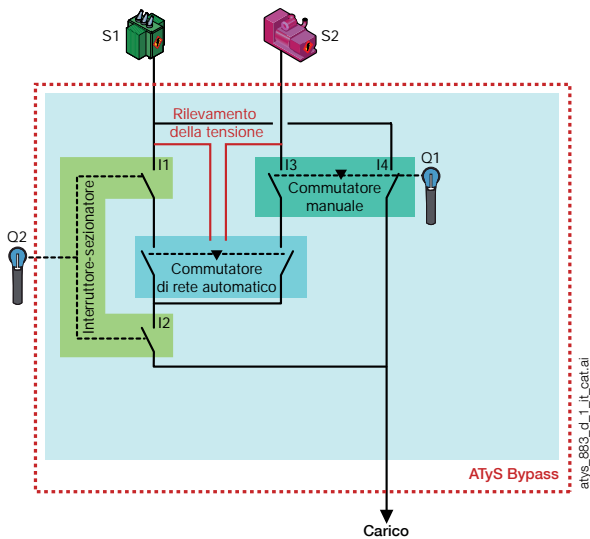 S1
S2
Rilevamento
della tensione
I1
I3
I4
Q1
Commutatore
manuale
Q2
Interruttore-sezionatore
Commutatore
di rete automatico
I2
ATyS Bypass
Carico
atys_883_d_1_it_cat.ai